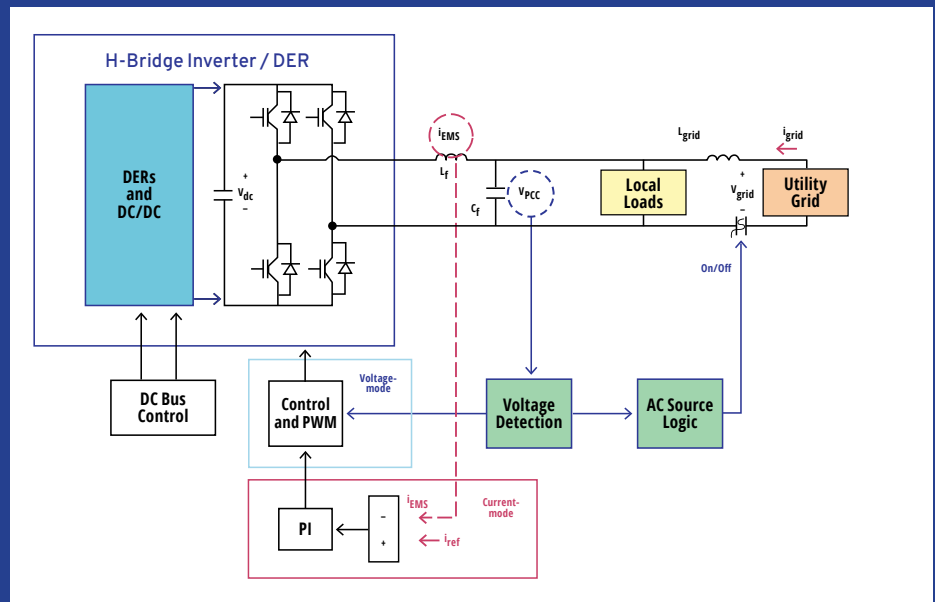 H-Bridge Inverter / DER
DERs
and
DC/DC
+
Vdc
–
iEMS
Lf
Cf
VPCC
Lgrid
igrid
Local
Loads
+
Vgrid
–
Utility
Grid
On/Off
DC Bus
Control
Voltage-
mode
Control
and PWM
Voltage
Detection
AC Source
Logic
iEMS
Current-
mode
PI
–
+
iref